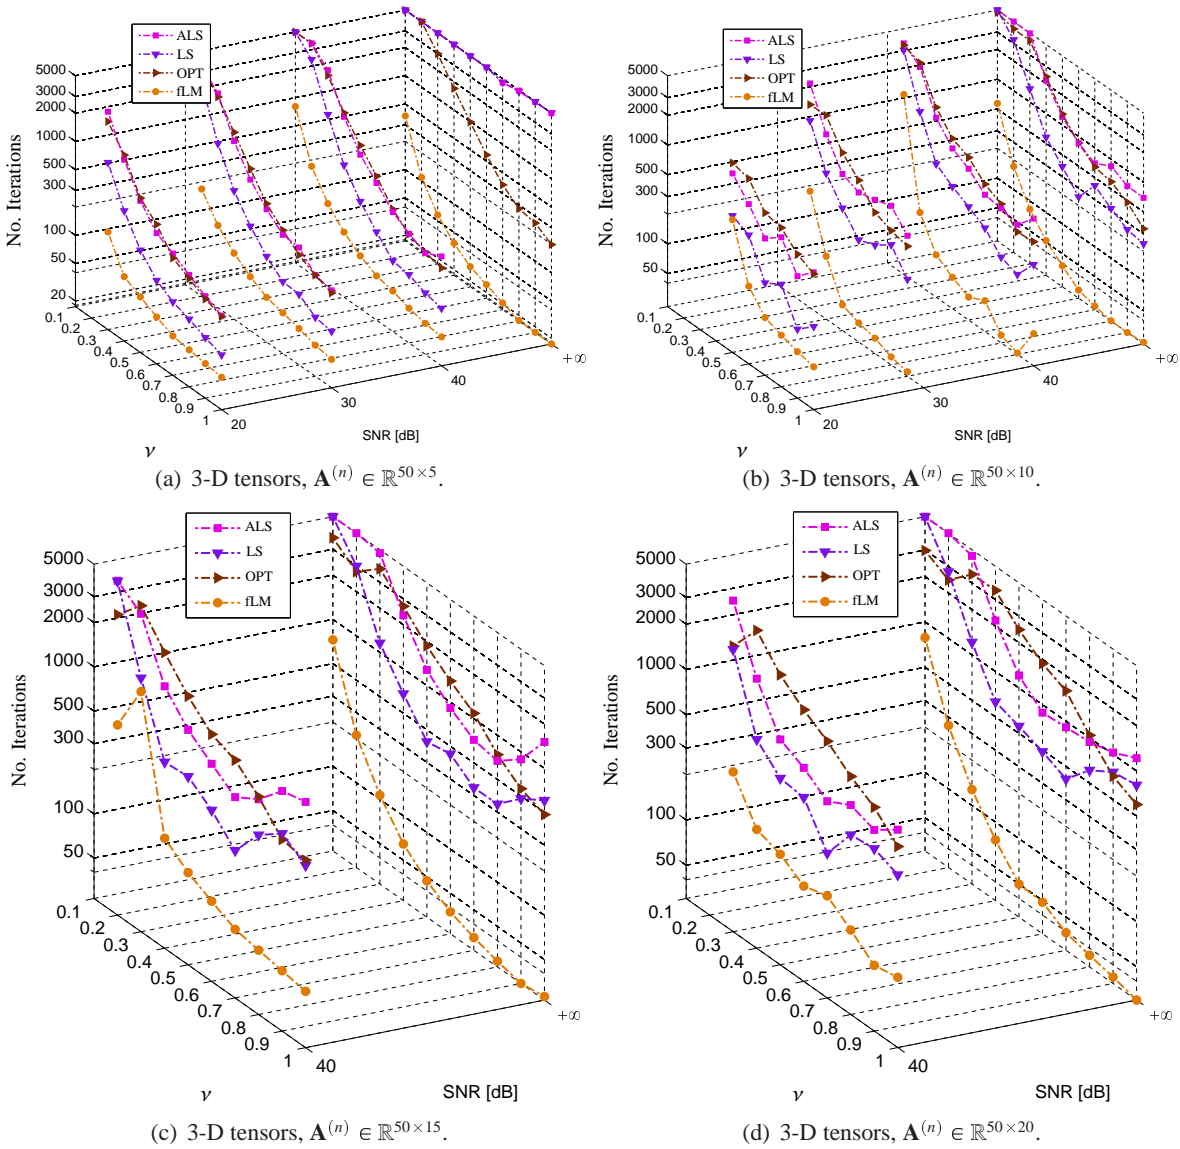 ALS
LS
OPT
fLM
5000
3000
2000
1000
500
300
100
50
20
No. Iterations
0.1
0.2
0.3
0.4
0.5
0.6
0.7
0.8
0.9
1
ν
20
30
40
+∞
SNR [dB]
(a) 3-D tensors, A^(n) ∈ ℝ^50×5.
ALS
LS
OPT
fLM
5000
3000
2000
1000
500
300
100
50
No. Iterations
0.1
0.2
0.3
0.4
0.5
0.6
0.7
0.8
0.9
1
ν
20
30
40
+∞
SNR [dB]
(b) 3-D tensors, A^(n) ∈ ℝ^50×10.
ALS
LS
OPT
fLM
5000
3000
2000
1000
500
300
100
50
No. Iterations
0.1
0.2
0.3
0.4
0.5
0.6
0.7
0.8
0.9
1
ν
40
+∞
SNR [dB]
(c) 3-D tensors, A^(n) ∈ ℝ^50×15.
ALS
LS
OPT
fLM
5000
3000
2000
1000
500
300
100
50
No. Iterations
0.1
0.2
0.3
0.4
0.5
0.6
0.7
0.8
0.9
1
ν
40
+∞
SNR [dB]
(d) 3-D tensors, A^(n) ∈ ℝ^50×20.